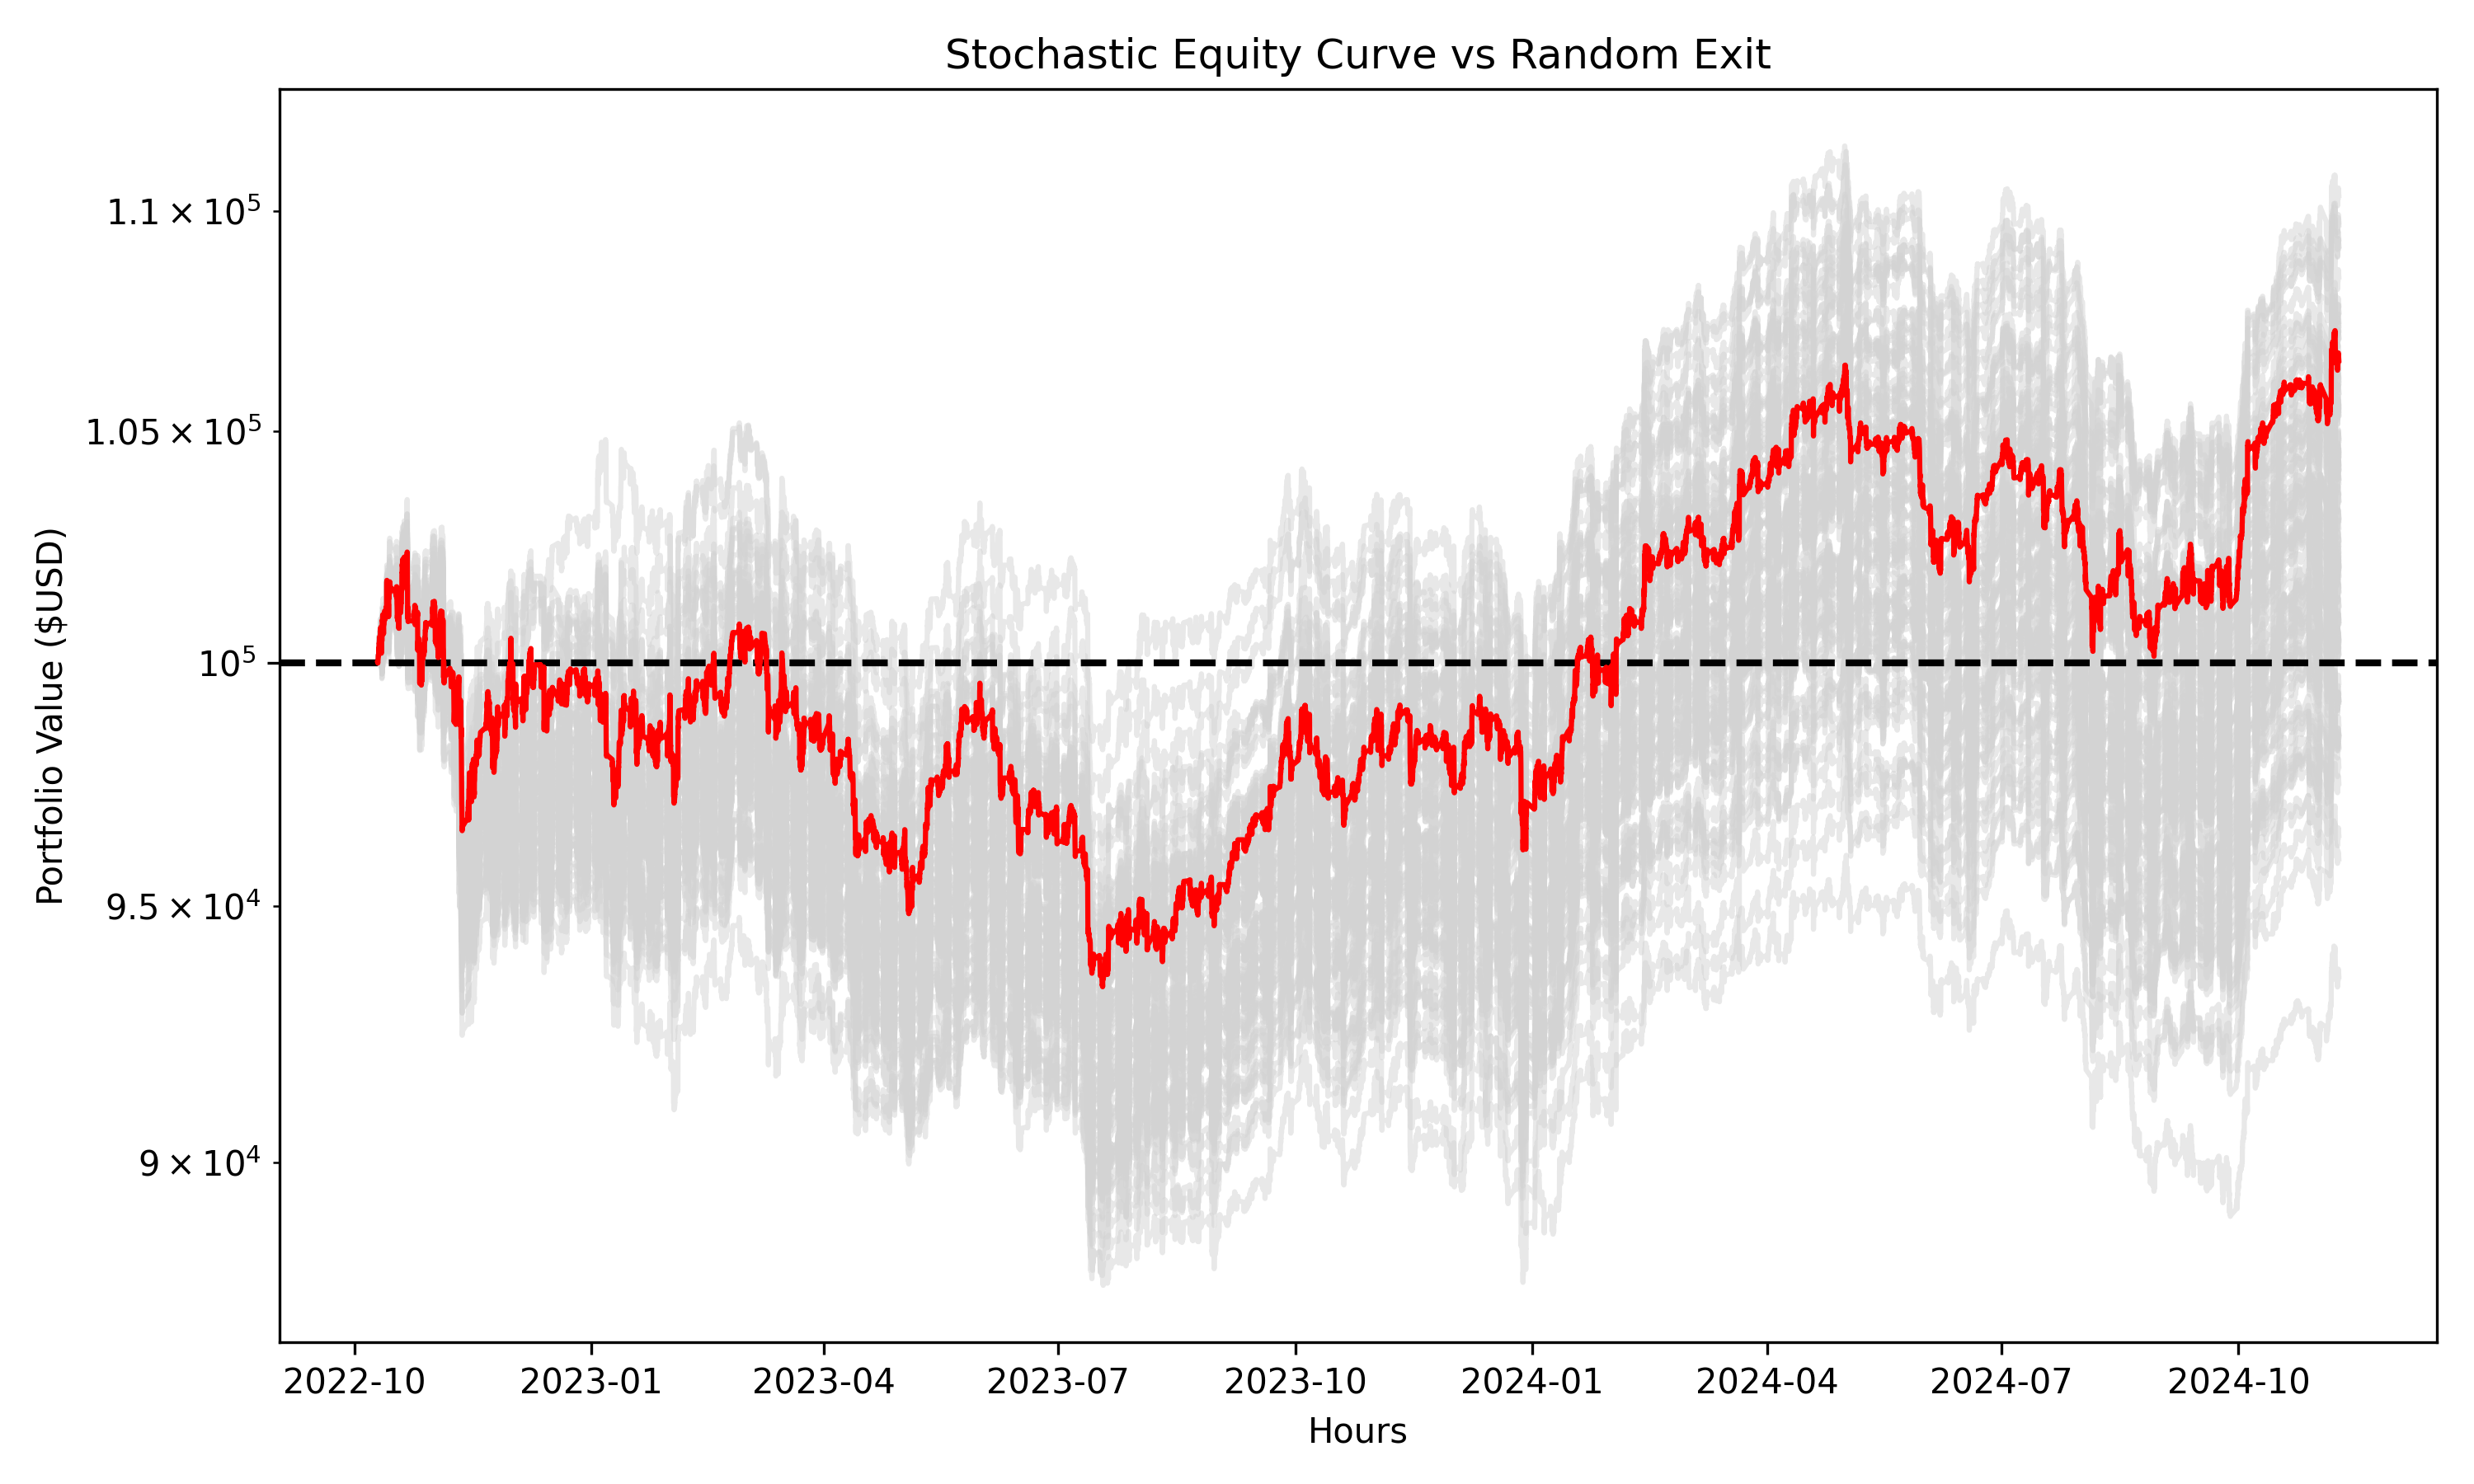 Stochastic Equity Curve vs Random Exit
Portfolio Value ($USD)
1.1 × 10⁵
1.05 × 10⁵
10⁵
9.5 × 10⁴
9 × 10⁴
2022-10 2023-01 2023-04 2023-07 2023-10 2024-01 2024-04 2024-07 2024-10
Hours